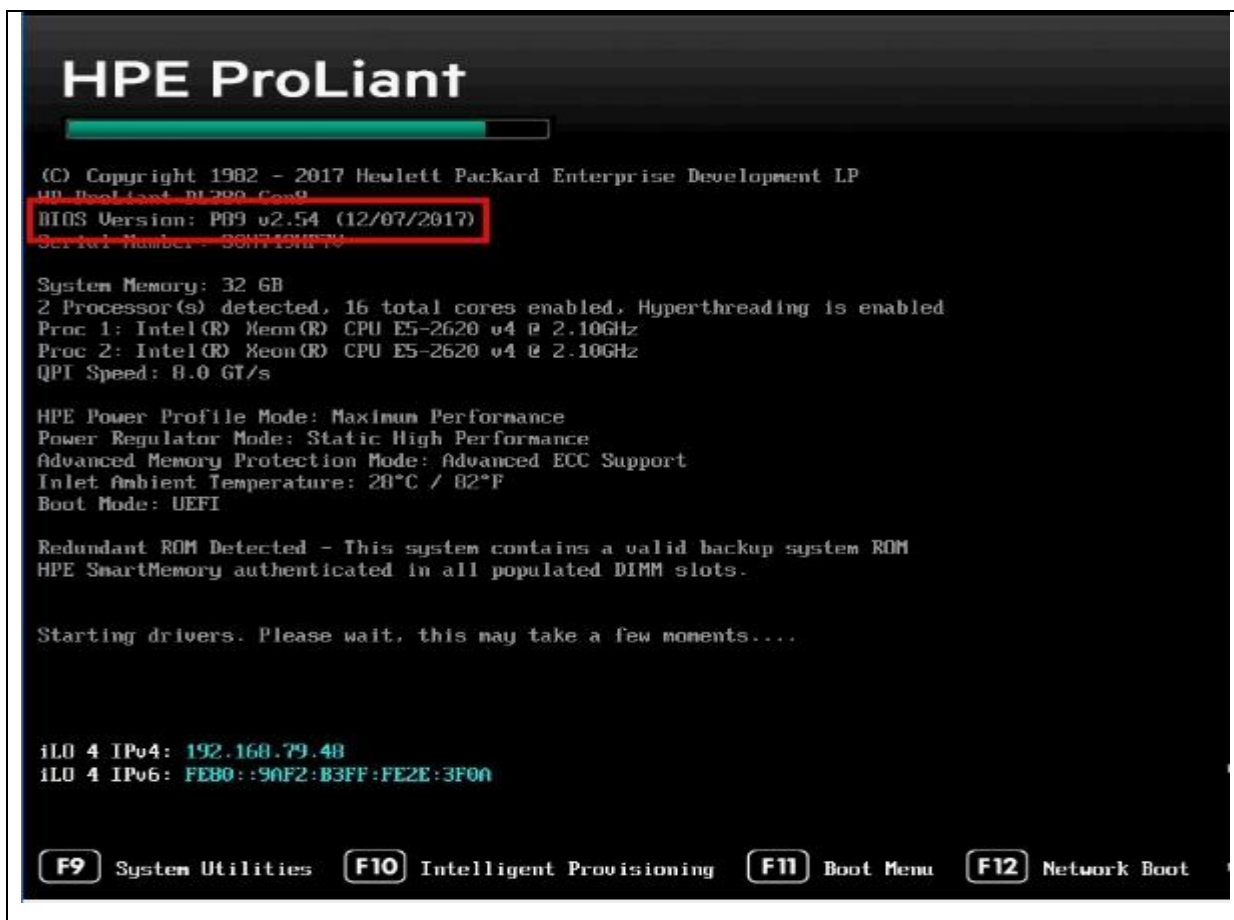 HPE ProLiant
(C) Copyright 1982 - 2017 Hewlett Packard Enterprise Development LP
HP ProLiant Gen9
BIOS Version: P89 v2.54 (12/07/2017)
Serial Number:
System Memory: 32 GB
2 Processor(s) detected, 16 total cores enabled, Hyperthreading is enabled
Proc 1: Intel(R) Xeon(R) CPU E5-2620 v4 @ 2.10GHz
Proc 2: Intel(R) Xeon(R) CPU E5-2620 v4 @ 2.10GHz
QPI Speed: 8.0 GT/s
HPE Power Profile Mode: Maximum Performance
Power Regulator Mode: Static High Performance
Advanced Memory Protection Mode: Advanced ECC Support
Inlet Ambient Temperature: 28°C / 82°F
Boot Mode: UEFI
Redundant ROM Detected - This system contains a valid backup system ROM
HPE SmartMemory authenticated in all populated DIMM slots.
Starting drivers. Please wait, this may take a few moments....
iLO 4 IPv4: 192.168.79.48
iLO 4 IPv6: FE80::9AF2:B3FF:FE2E:3F0A
F9 System Utilities F10 Intelligent Provisioning F11 Boot Menu F12 Network Boot